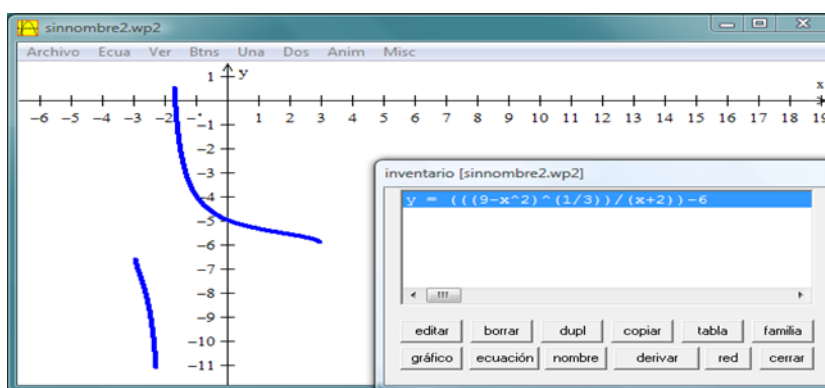 sinnombre2.wp2
Archivo Ecua Ver Btns Una Dos Anim Misc
1 y
x
-6 -5 -4 -3 -2 -1 1 2 3 4 5 6 7 8 9 10 11 12 13 14 15 16 17 18 19
-1
-2
-3
-4
-5
-6
-7
-8
-9
-10
-11
inventario [sinnombre2.wp2]
y = (((9-x^2)^(1/3))/(x+2))-6
editar borrar dupl copiar tabla familia
gráfico ecuación nombre derivar red cerrar